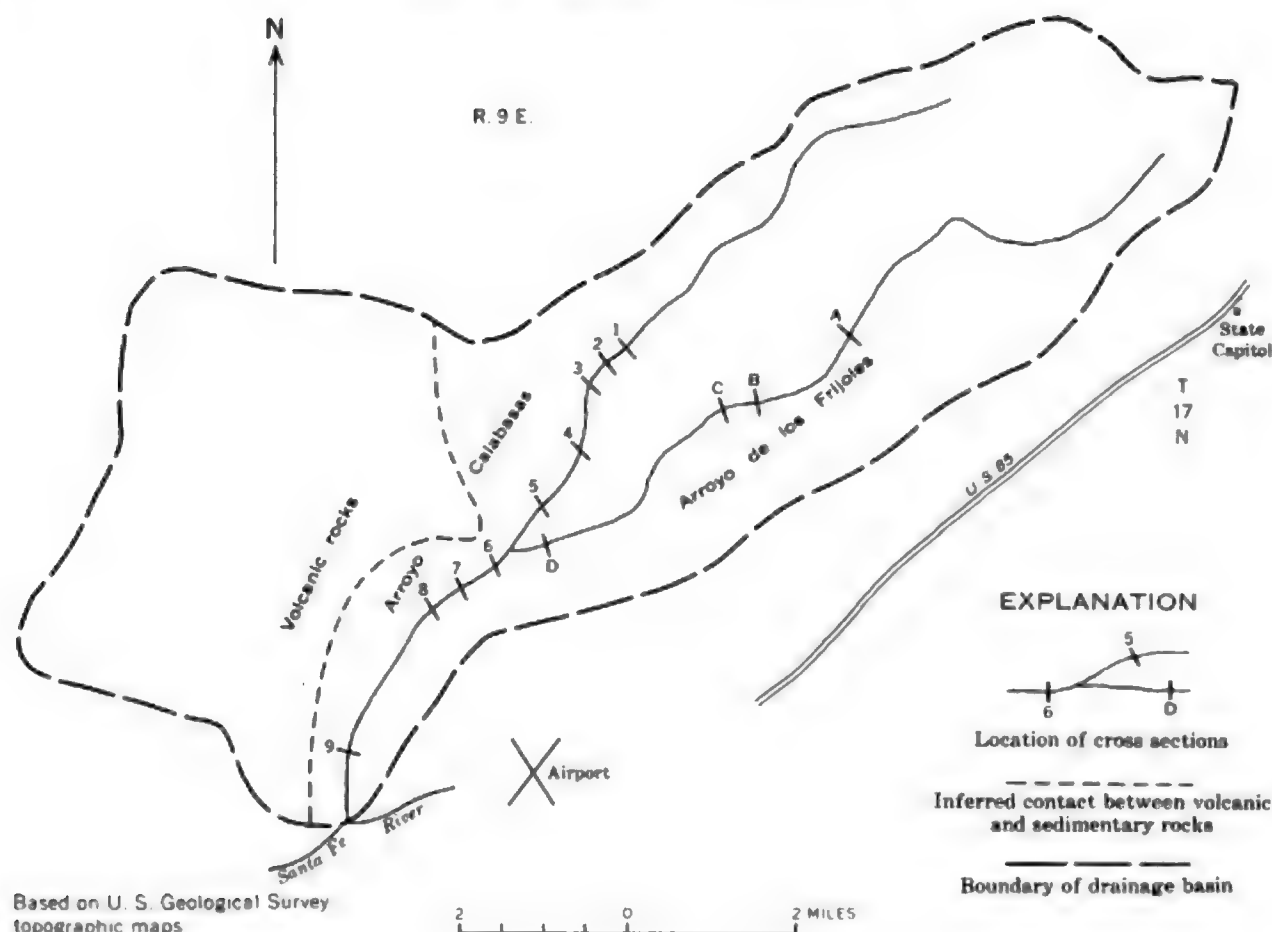 N
R. 9 E.
State
Capitol
T
17
N
U S 85
A
B
C
D
1
2
3
4
5
6
7
8
9
Calabasas
Arroyo
Arroyo de los Frijoles
Volcanic rocks
Airport
Santa Fe River
EXPLANATION
5
6
D
Location of cross sections
Inferred contact between volcanic
and sedimentary rocks
Boundary of drainage basin
Based on U. S. Geological Survey
topographic maps
2 0 2 MILES